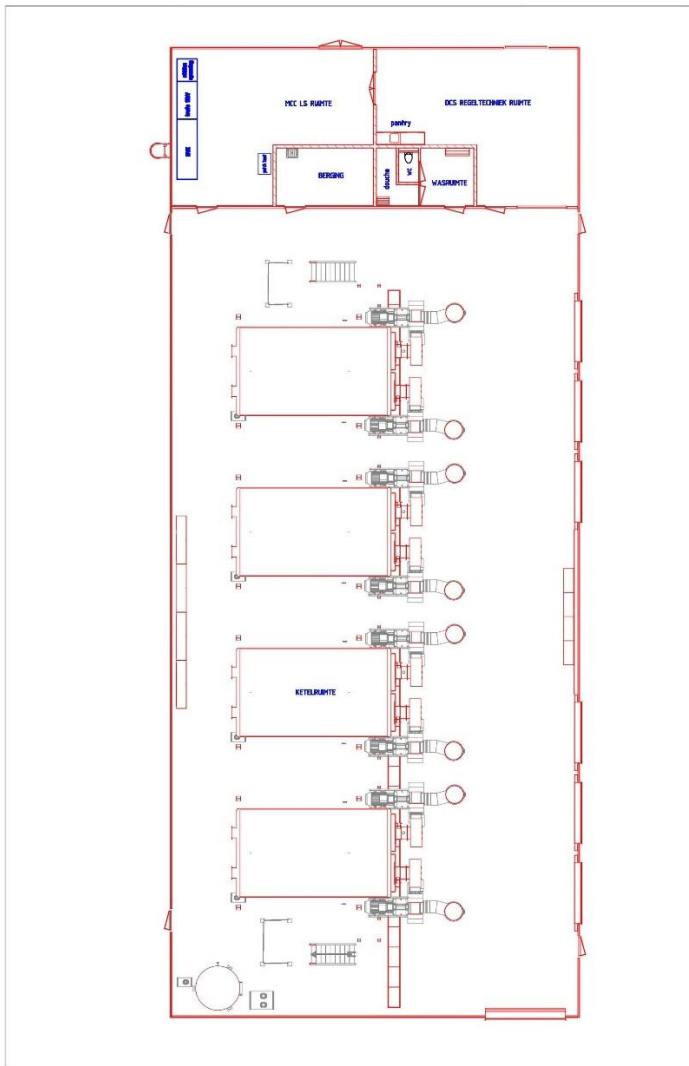 MCC LS RUIMTE
DCS REGELTECHNIEK RUIMTE
pantry
BERGING
douche
WC
WASRUIMTE
KETELRUIMTE